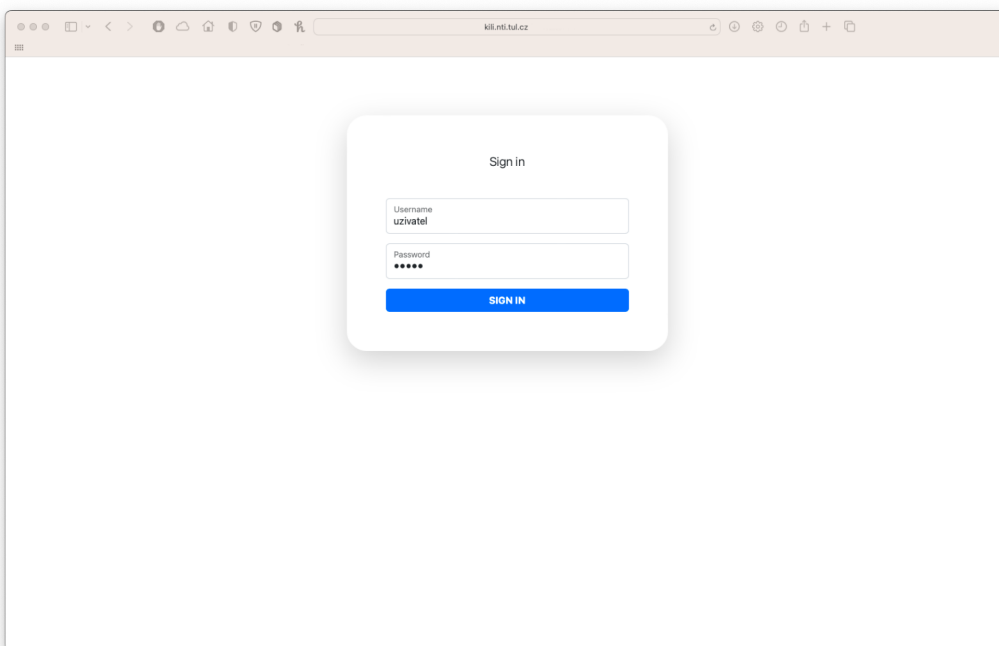 kili.nti.tul.cz
Sign in
Username
uzivatel
Password
●●●●●
SIGN IN